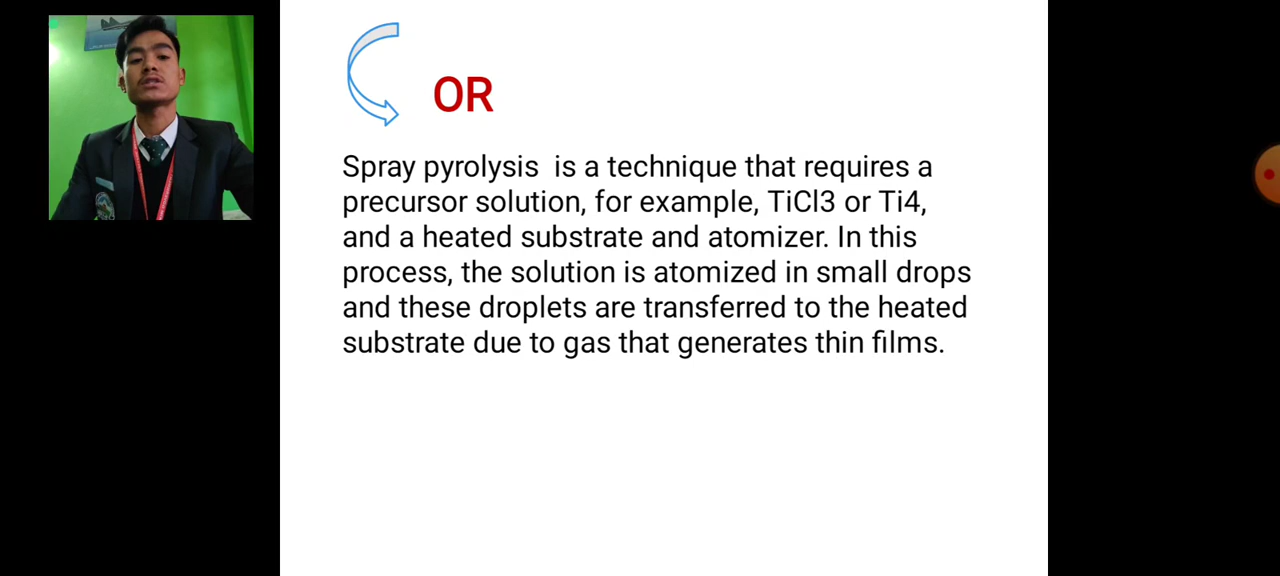 OR
Spray pyrolysis  is a technique that requires a
precursor solution, for example, TiCl3 or Ti4,
and a heated substrate and atomizer. In this
process, the solution is atomized in small drops
and these droplets are transferred to the heated
substrate due to gas that generates thin films.